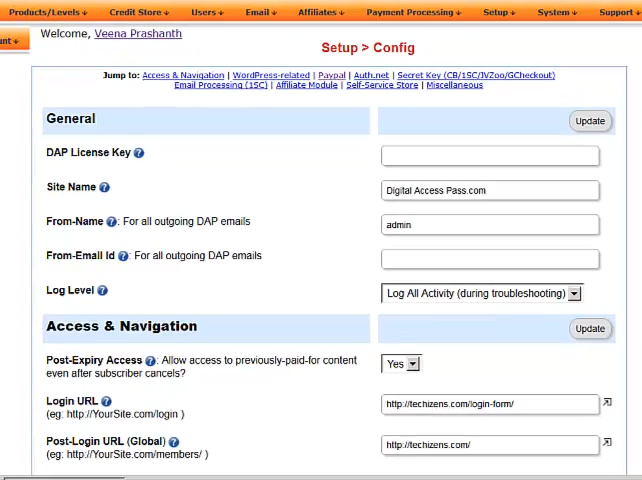 Products/Levels ↓ Credit Store ↓ Users ↓ Email ↓ Affiliates ↓ Payment Processing ↓ Setup ↓ System ↓ Support ↓
Welcome, Veena Prashanth
Setup > Config
Jump to: Access & Navigation | WordPress-related | Paypal | Auth.net | Secret Key (CB/1SC/JVZoo/GCheckout)
Email Processing (1SC) | Affiliate Module | Self-Service Store | Miscellaneous
General Update
DAP License Key ?
Site Name ? Digital Access Pass.com
From-Name ?: For all outgoing DAP emails admin
From-Email Id ?: For all outgoing DAP emails
Log Level ? Log All Activity (during troubleshooting)
Access & Navigation Update
Post-Expiry Access ?: Allow access to previously-paid-for content Yes
even after subscriber cancels?
Login URL ? http://techizens.com/login-form/
(eg: http://YourSite.com/login )
Post-Login URL (Global) ? http://techizens.com/
(eg: http://YourSite.com/members/ )